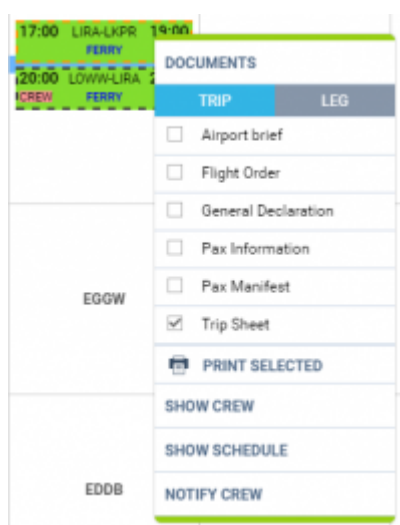 17:00 LIRA-LKPR 19:00
FERRY
20:00 LOWW-LIRA 2
CREW FERRY
DOCUMENTS
TRIP LEG
Airport brief
Flight Order
General Declaration
Pax Information
Pax Manifest
Trip Sheet
PRINT SELECTED
SHOW CREW
SHOW SCHEDULE
NOTIFY CREW
EGGW
EDDB